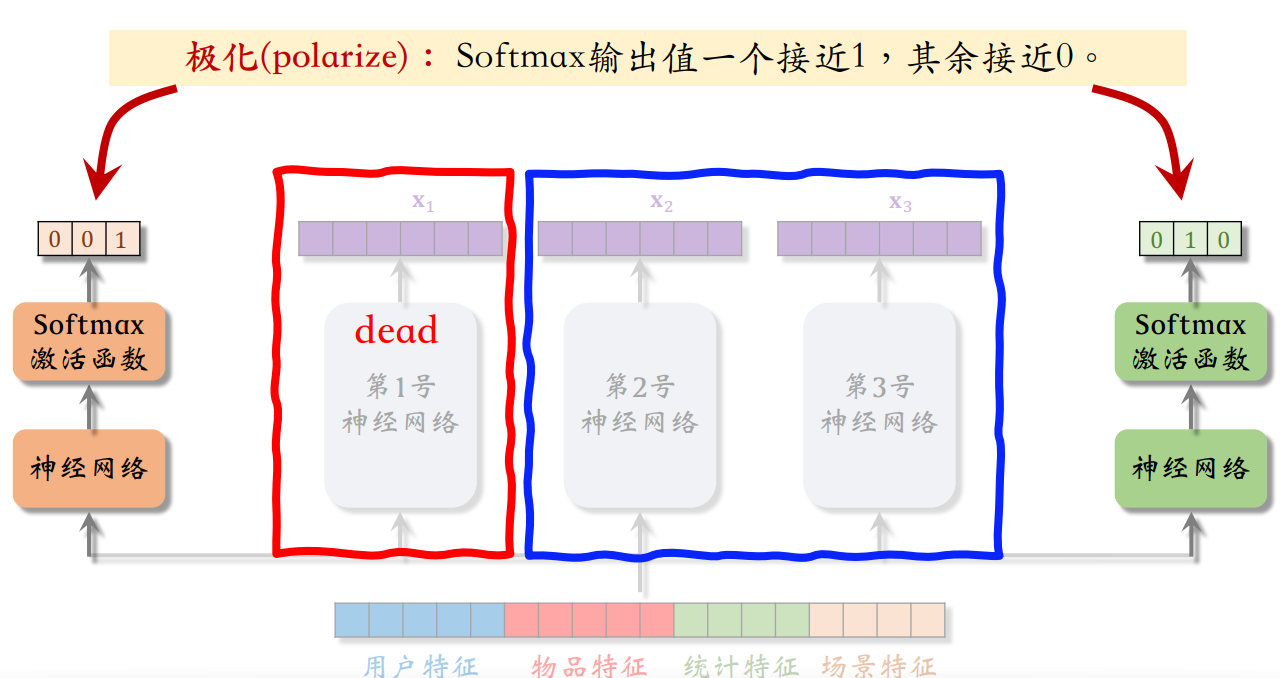 极化(polarize)：Softmax输出值一个接近1，其余接近0。
x₁
x₂
x₃
0 0 1
0 1 0
Softmax
激活函数
dead
第1号
神经网络
第2号
神经网络
第3号
神经网络
Softmax
激活函数
神经网络
神经网络
用户特征
物品特征
统计特征
场景特征